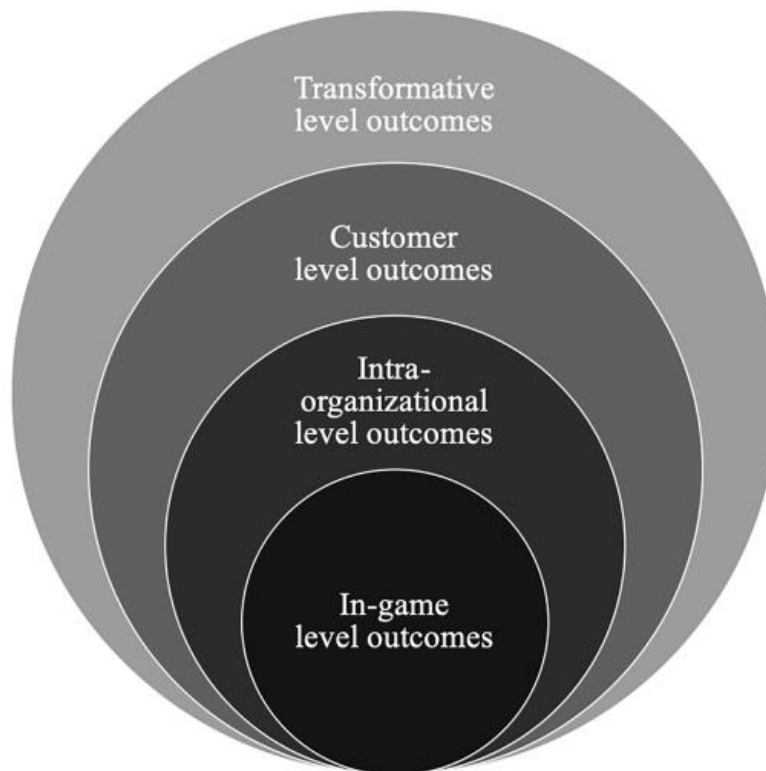 Transformative
level outcomes
Customer
level outcomes
Intra-
organizational
level outcomes
In-game
level outcomes